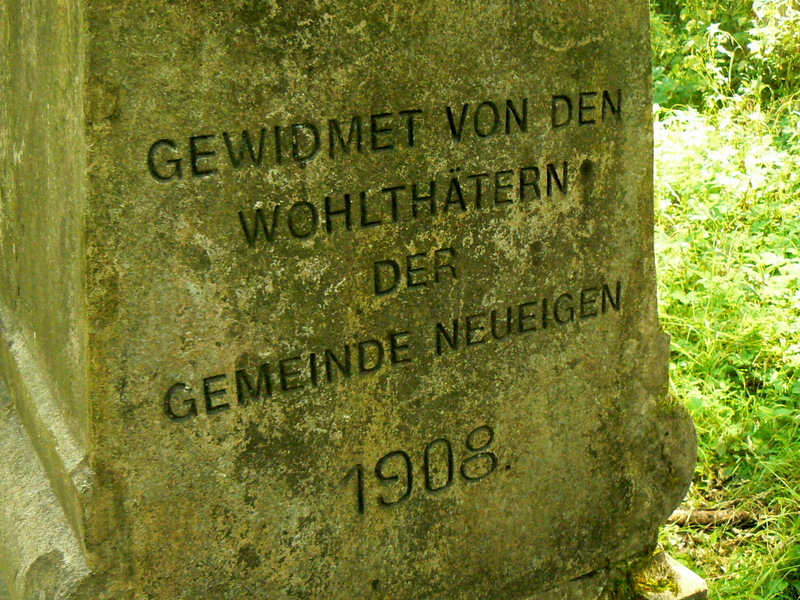 GEWIDMET VON DEN
WOHLTHÄTERN
DER
GEMEINDE NEUEIGEN
1908.